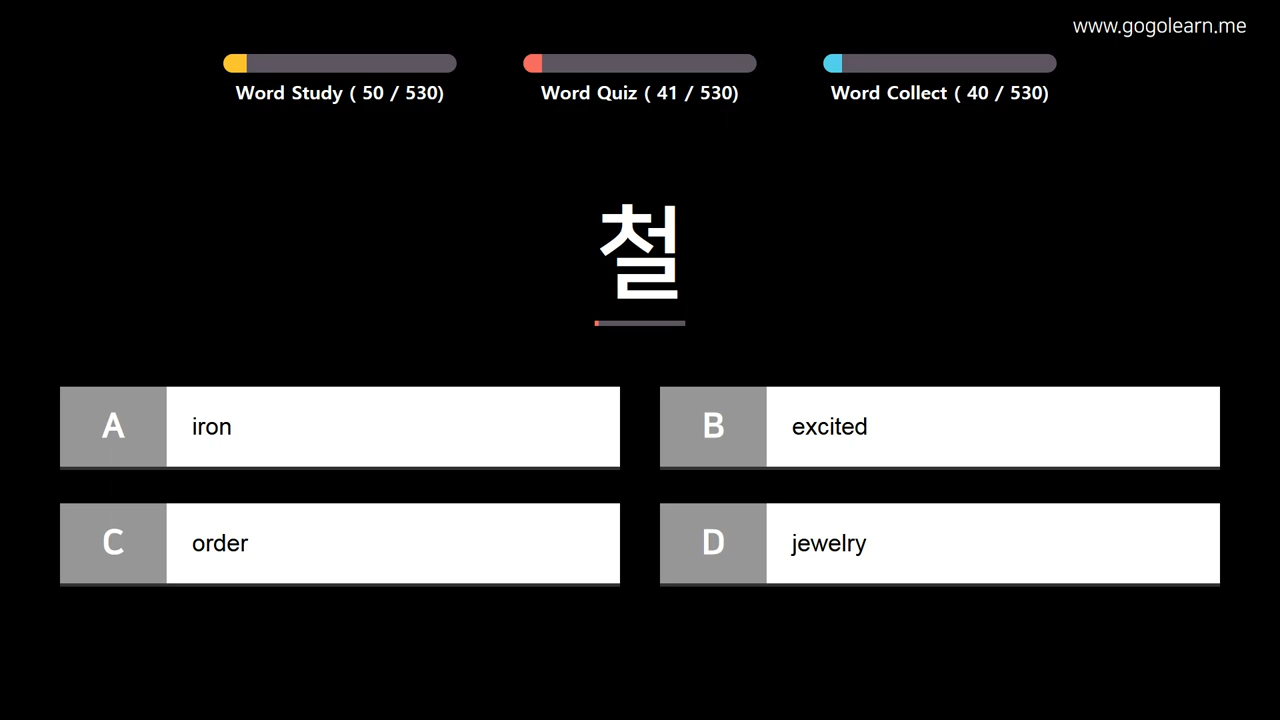 www.gogolearn.me
Word Study ( 50 / 530)
Word Quiz ( 41 / 530)
Word Collect ( 40 / 530)
철
A iron
B excited
C order
D jewelry